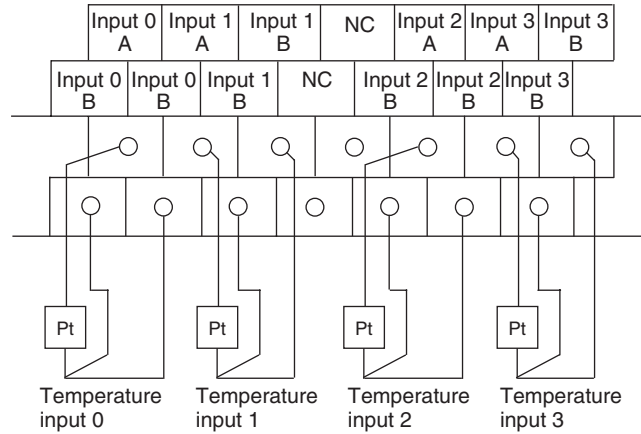 Input 0 Input 1 Input 1 NC Input 2 Input 3 Input 3
A A B A A B
Input 0 Input 0 Input 1 NC Input 2 Input 2 Input 3
B B B B B B
Pt Pt Pt Pt
Temperature Temperature Temperature Temperature
input 0 input 1 input 2 input 3